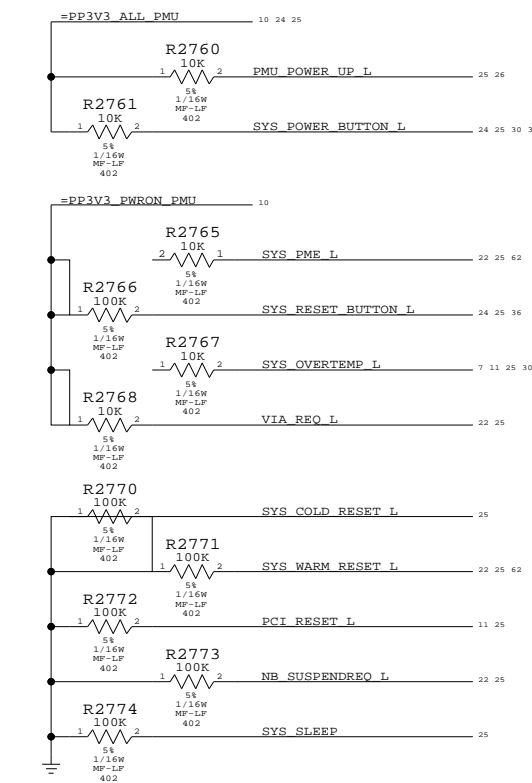 =PP3V3_ALL_PMU 10 24 25
R2760
10K
1 2 PMU_POWER_UP_L 25 26
5%
1/16W
MF-LF
402
R2761
10K
1 2 SYS_POWER_BUTTON_L 24 25 30 3
5%
1/16W
MF-LF
402
=PP3V3_PWRON_PMU 10
R2765
10K
2 1 SYS_PME_L 22 25 62
5%
1/16W
MF-LF
402
R2766
100K
1 2 SYS_RESET_BUTTON_L 24 25 36
5%
1/16W
MF-LF
402
R2767
10K
1 2 SYS_OVERTEMP_L 7 11 25 30
5%
1/16W
MF-LF
402
R2768
10K
1 2 VIA_REQ_L 22 25
5%
1/16W
MF-LF
402
R2770
100K
1 2 SYS_COLD_RESET_L 25
5%
1/16W
MF-LF
402
R2771
100K
1 2 SYS_WARM_RESET_L 22 25 62
5%
1/16W
MF-LF
402
R2772
100K
1 2 PCI_RESET_L 11 25
5%
1/16W
MF-LF
402
R2773
100K
1 2 NB_SUSPENDREQ_L 22 25
5%
1/16W
MF-LF
402
R2774
100K
1 2 SYS_SLEEP 25
5%
1/16W
MF-LF
402